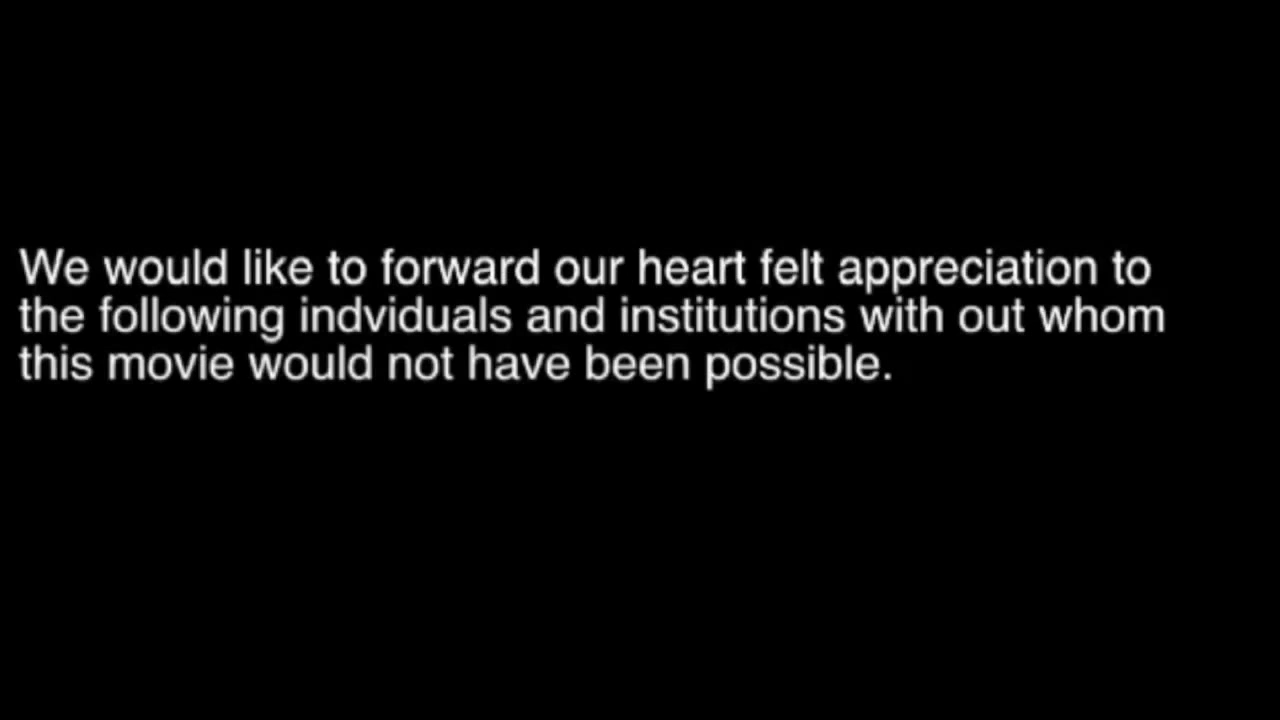 We would like to forward our heart felt appreciation to
the following indviduals and institutions with out whom
this movie would not have been possible.